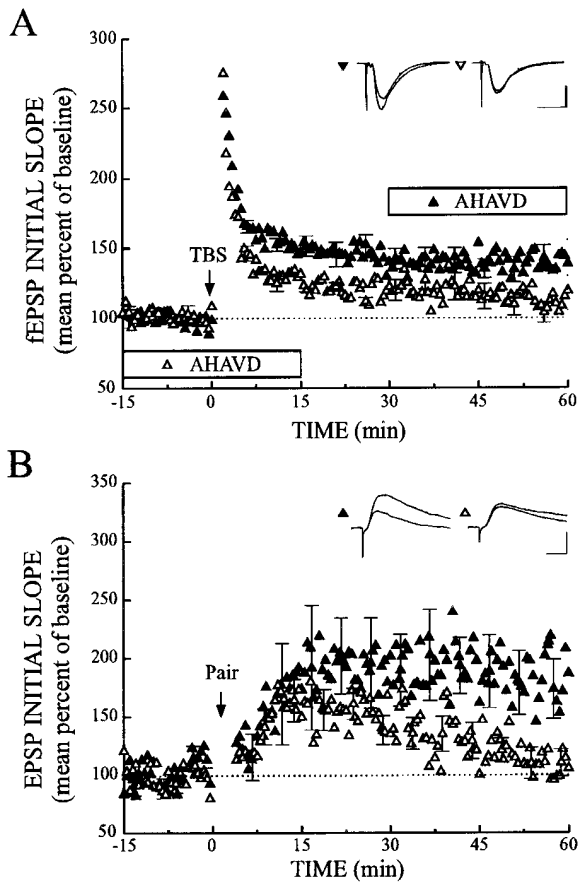 A
fEPSP INITIAL SLOPE
(mean percent of baseline)
300
250
200
150
100
50
TBS
AHAVD
AHAVD
-15
0
15
30
45
60
TIME (min)
B
EPSP INITIAL SLOPE
(mean percent of baseline)
350
300
250
200
150
100
50
Pair
-15
0
15
30
45
60
TIME (min)